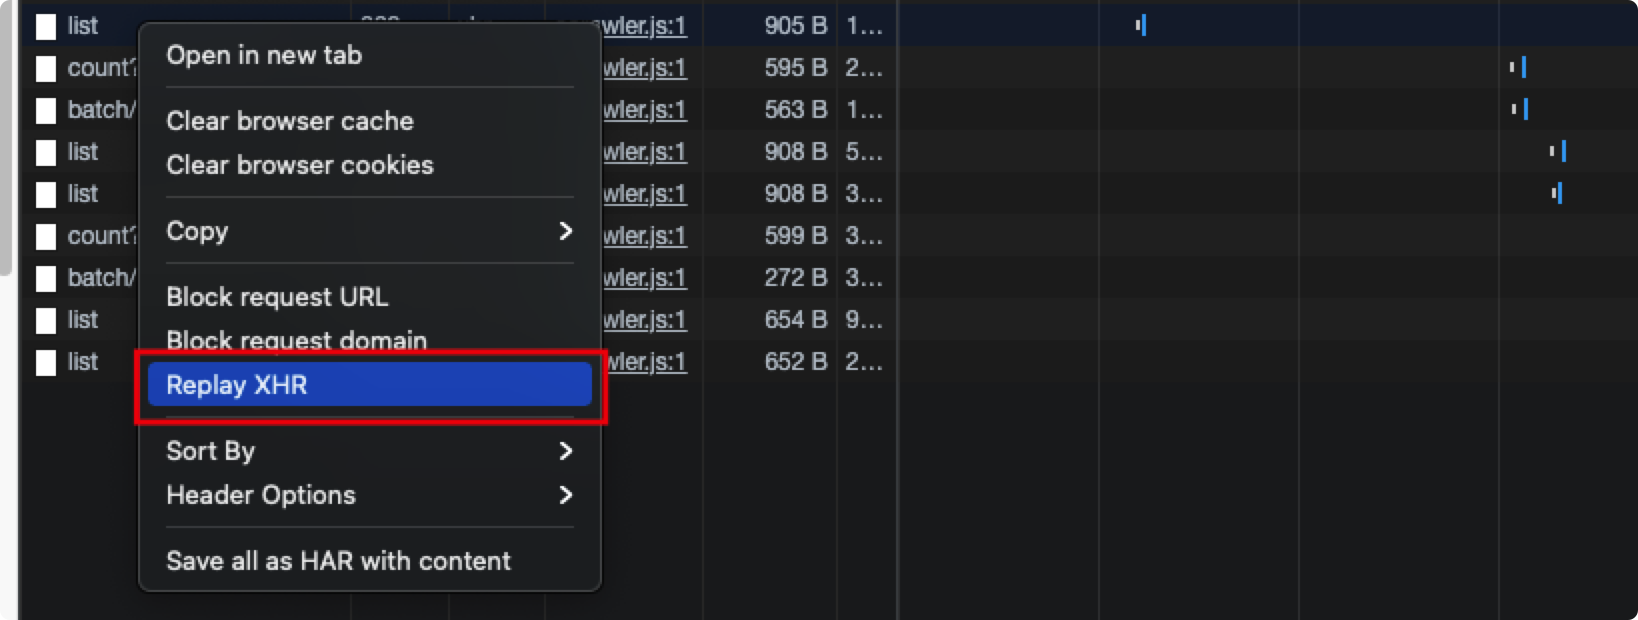 list wler.js:1 905 B 1...
Open in new tab
count? wler.js:1 595 B 2...
Clear browser cache
batch/ wler.js:1 563 B 1...
Clear browser cookies
list wler.js:1 908 B 5...
list wler.js:1 908 B 3...
Copy
count? wler.js:1 599 B 3...
batch/ wler.js:1 272 B 3...
Block request URL
list wler.js:1 654 B 9...
Block request domain
list wler.js:1 652 B 2...
Replay XHR
Sort By
Header Options
Save all as HAR with content